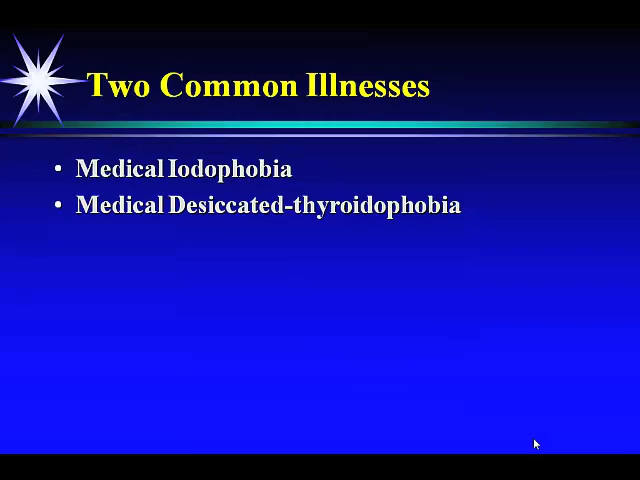 Two Common Illnesses
• Medical Iodophobia
• Medical Desiccated-thyroidophobia